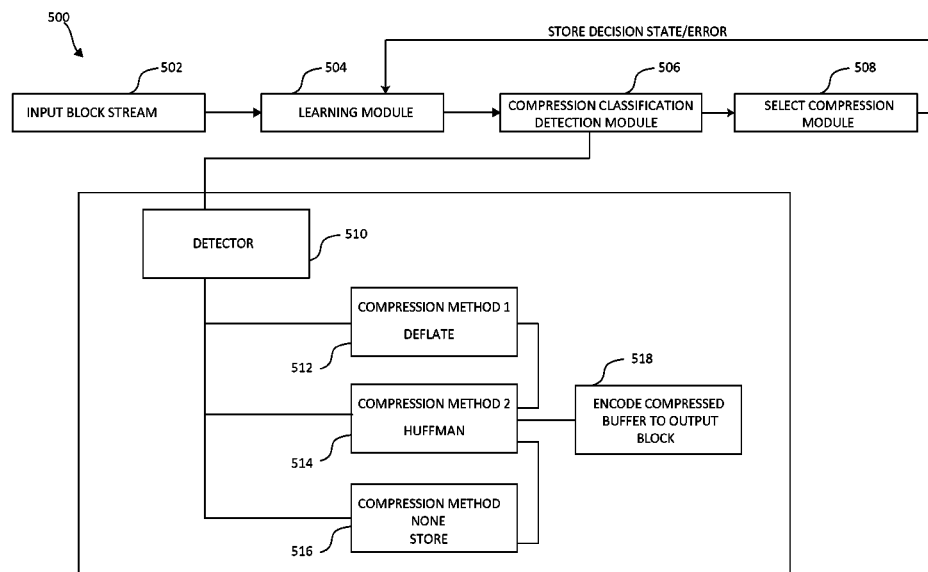 500
STORE DECISION STATE/ERROR
502
504
506
508
INPUT BLOCK STREAM
LEARNING MODULE
COMPRESSION CLASSIFICATION
DETECTION MODULE
SELECT COMPRESSION
MODULE
DETECTOR
510
COMPRESSION METHOD 1
DEFLATE
512
COMPRESSION METHOD 2
HUFFMAN
514
518
ENCODE COMPRESSED
BUFFER TO OUTPUT
BLOCK
COMPRESSION METHOD
NONE
STORE
516